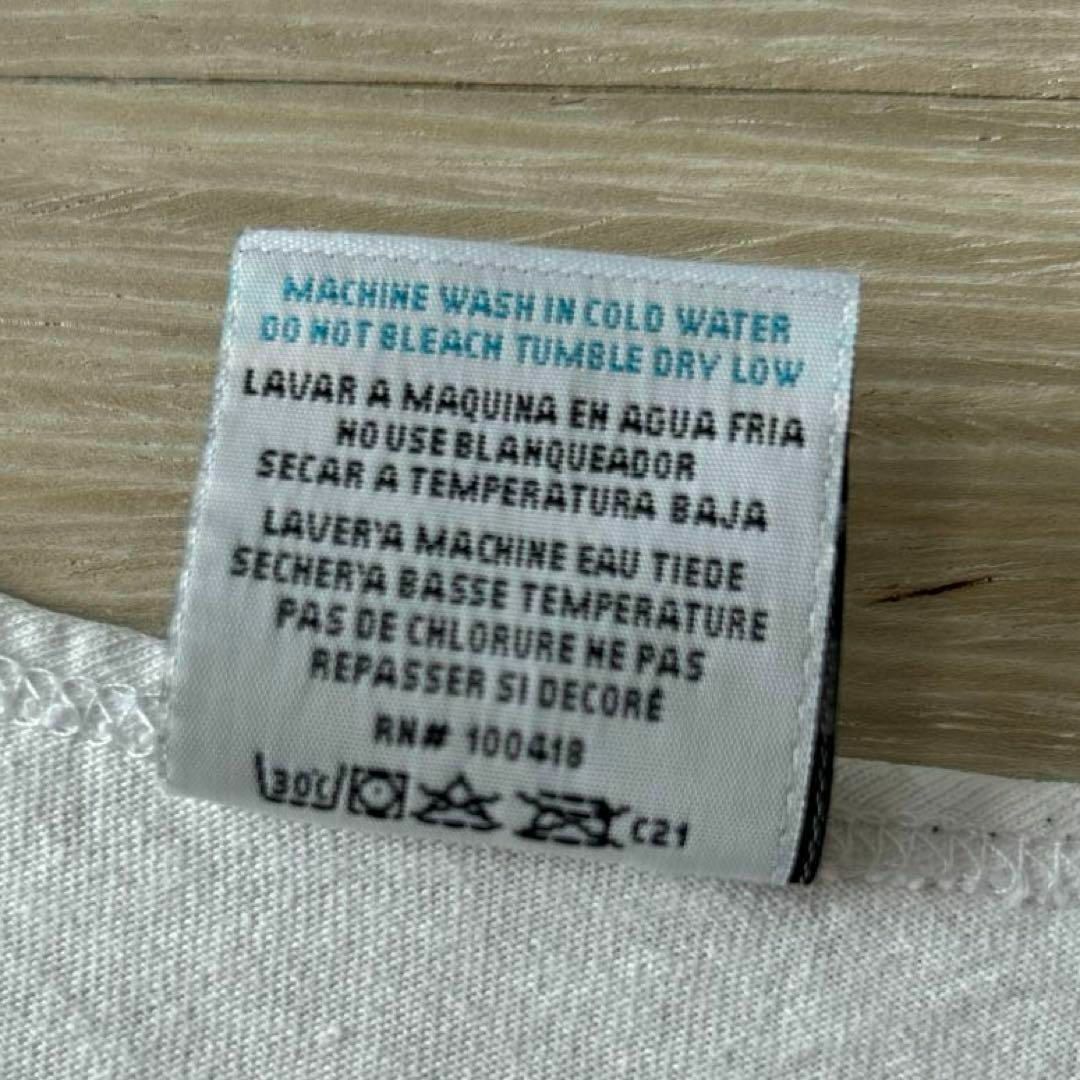 MACHINE WASH IN COLD WATER
DO NOT BLEACH TUMBLE DRY LOW
LAVAR A MAQUINA EN AGUA FRIA
NO USE BLANQUEADOR
SECAR A TEMPERATURA BAJA
LAVER'A MACHINE EAU TIEDE
SECHER'A BASSE TEMPERATURE
PAS DE CHLORURE NE PAS
REPASSER SI DECORÉ
RN# 100418
30°C C21